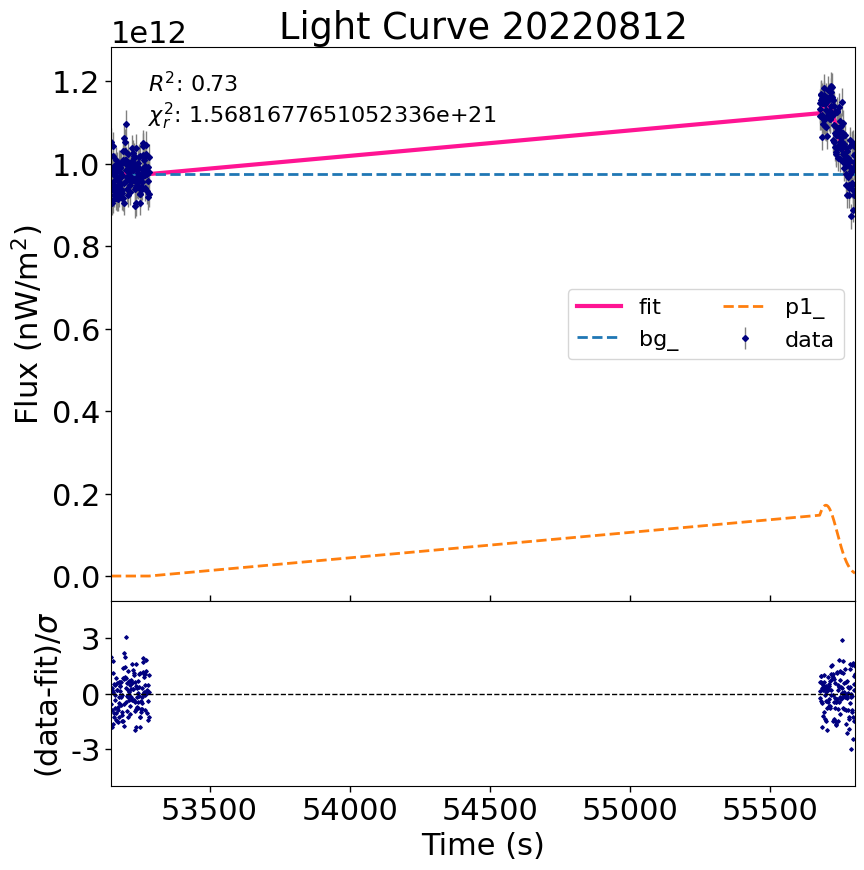 Light Curve 20220812
1e12
R²: 0.73
χ²ᵣ: 1.5681677651052336e+21
1.2
1.0
0.8
0.6
0.4
0.2
0.0
Flux (nW/m²)
fit
bg_
p1_
data
3
0
-3
(data-fit)/σ
53500 54000 54500 55000 55500
Time (s)